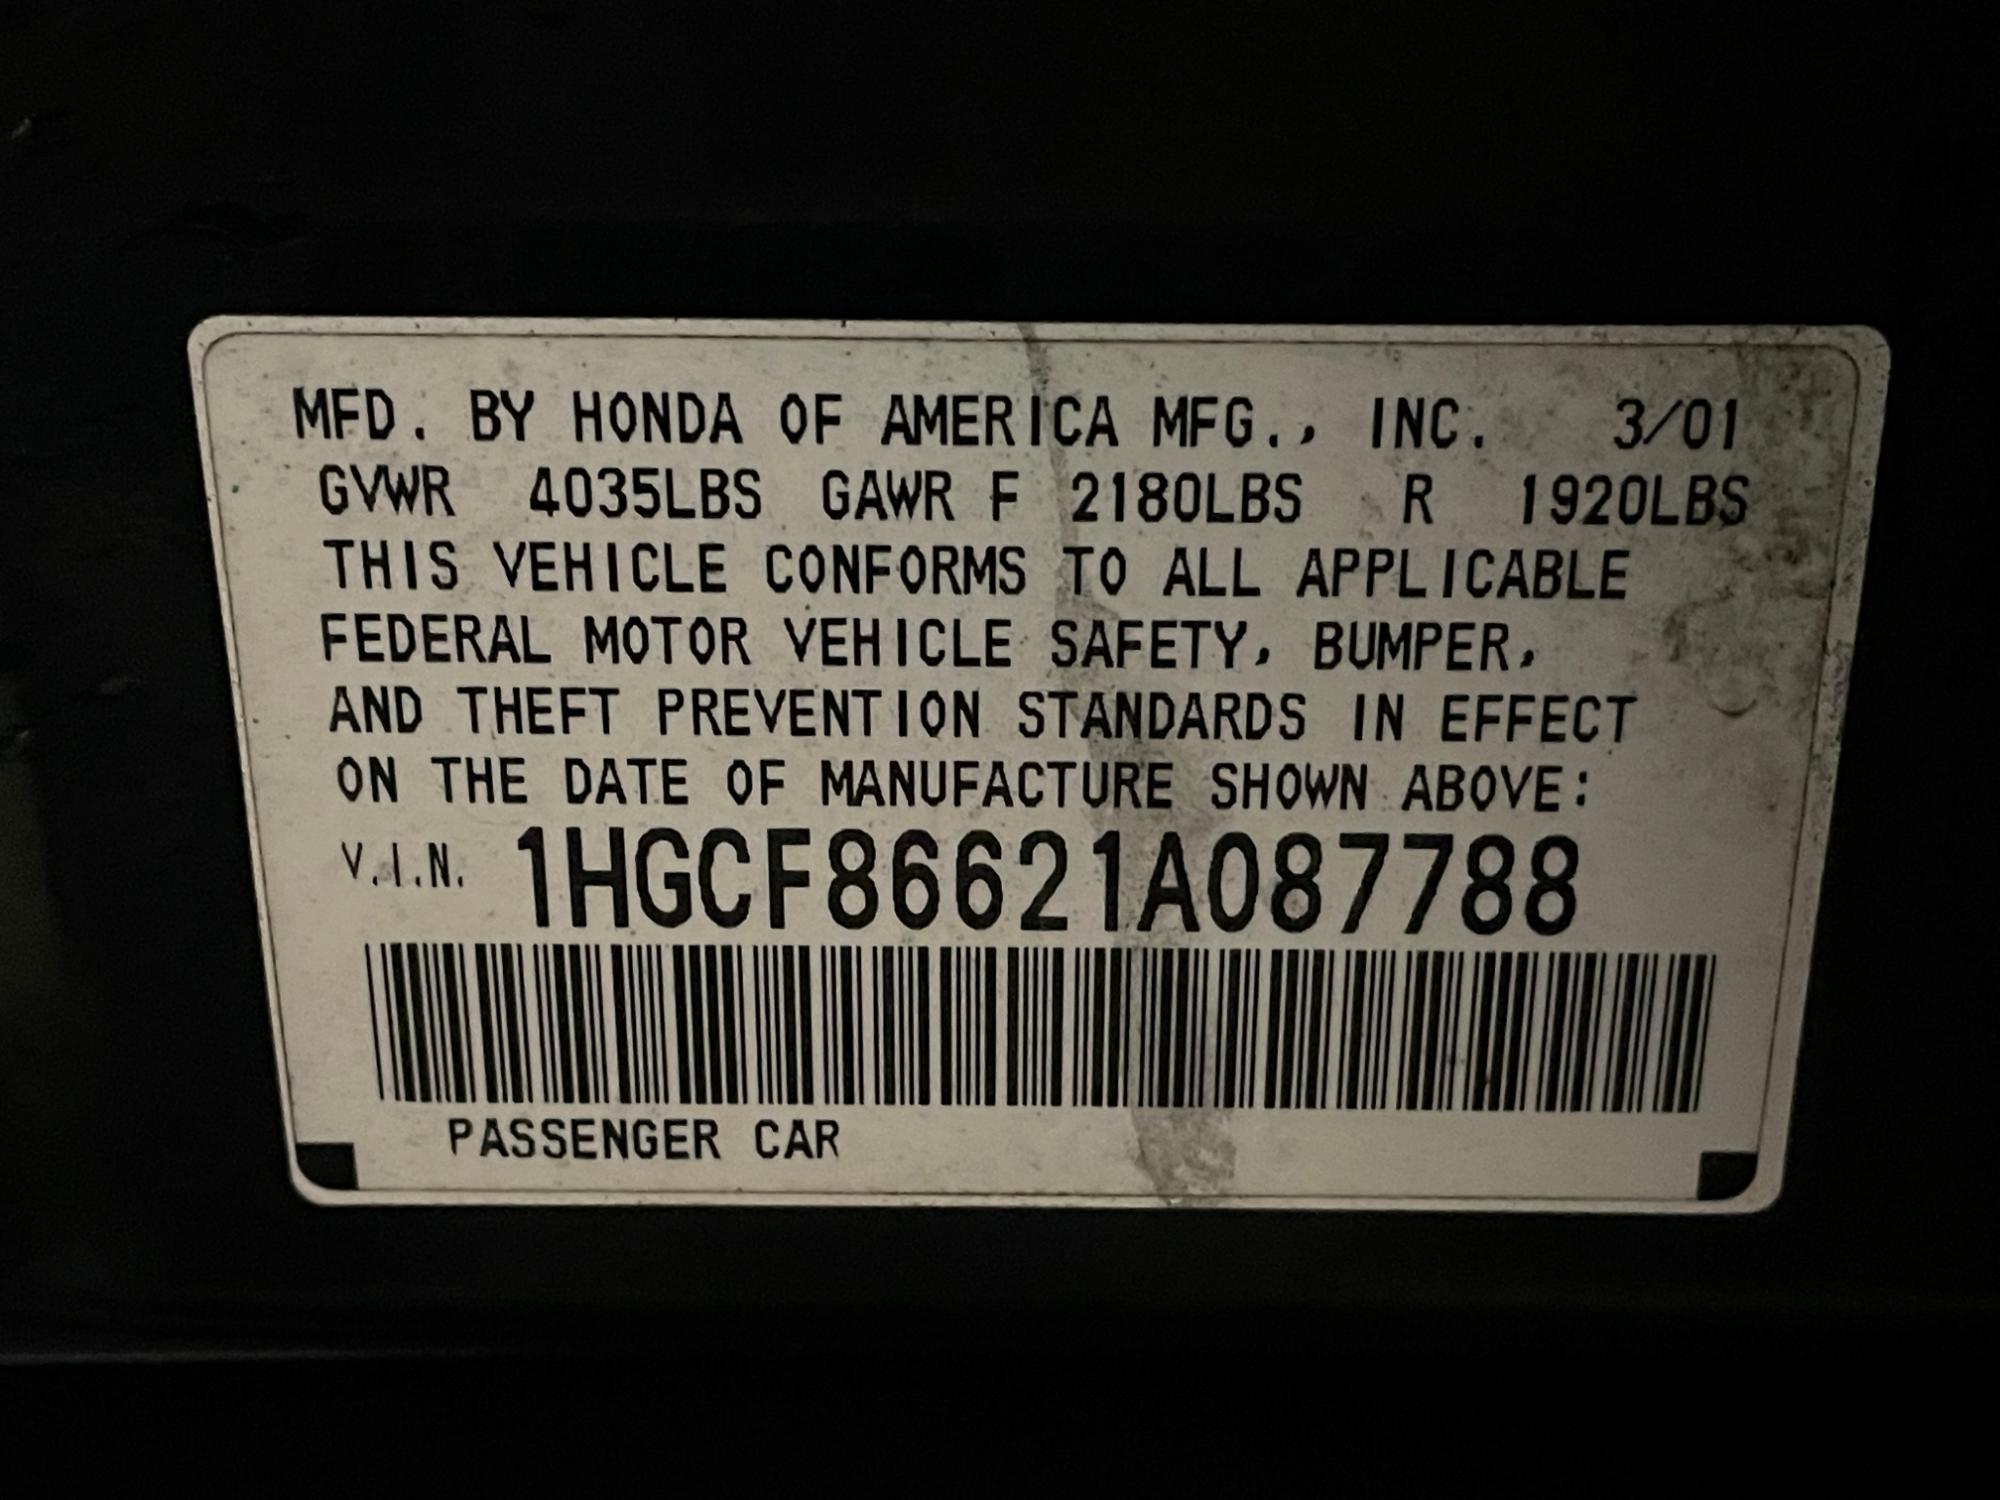 MFD. BY HONDA OF AMERICA MFG., INC. 3/01
GVWR 4035LBS GAWR F 2180LBS R 1920LBS
THIS VEHICLE CONFORMS TO ALL APPLICABLE
FEDERAL MOTOR VEHICLE SAFETY, BUMPER,
AND THEFT PREVENTION STANDARDS IN EFFECT
ON THE DATE OF MANUFACTURE SHOWN ABOVE:
V.I.N. 1HGCF86621A087788
PASSENGER CAR